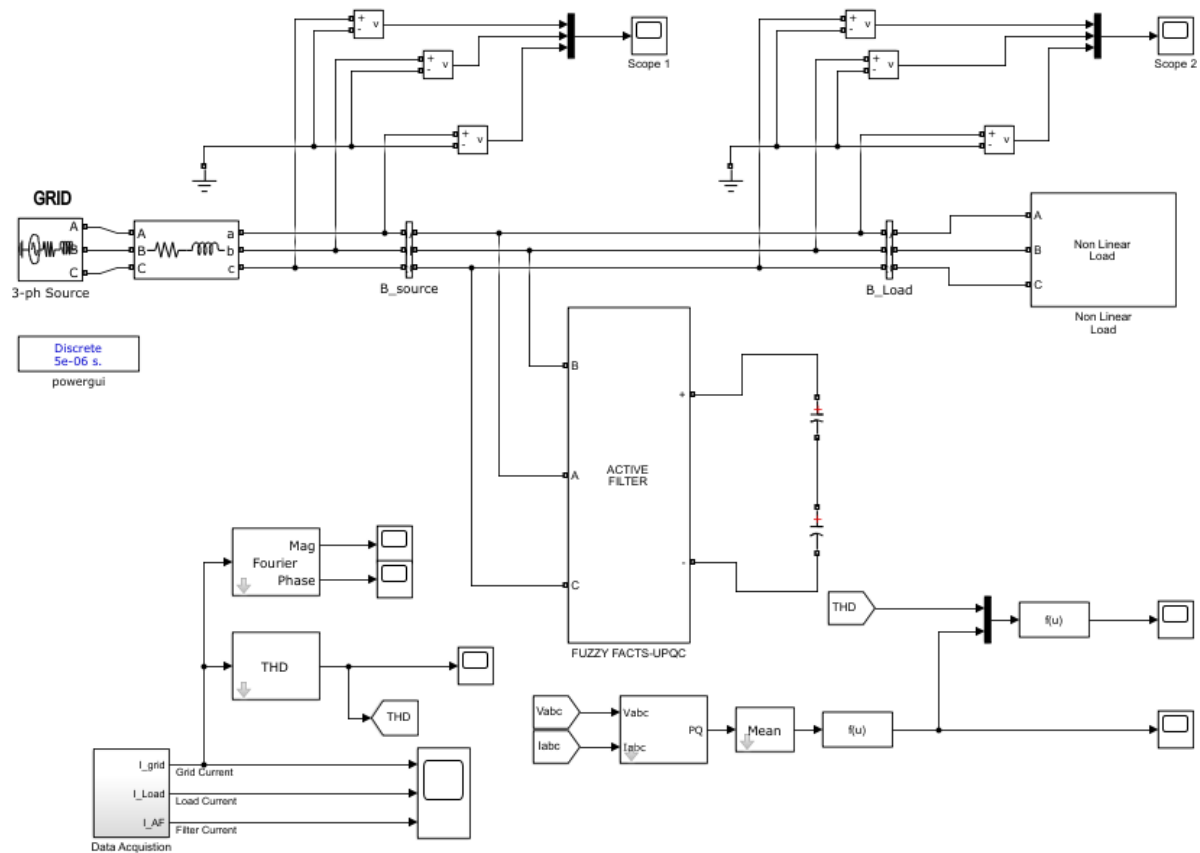 +
-
v
+
-
v
+
-
v
Scope 1
+
-
v
+
-
v
+
-
v
Scope 2
GRID
A
B
C
3-ph Source
A
B
C
a
b
c
B_source
B_Load
A
B
C
Non Linear
Load
Non Linear
Load
Discrete
5e-06 s.
powergui
B
A
C
ACTIVE
FILTER
+
-
FUZZY FACTS-UPQC
+
+
Mag
Fourier
Phase
THD
THD
THD
f(u)
Vabc
Iabc
Vabc
Iabc
PQ
Mean
f(u)
I_grid
I_Load
I_AF
Grid Current
Load Current
Filter Current
Data Acquistion